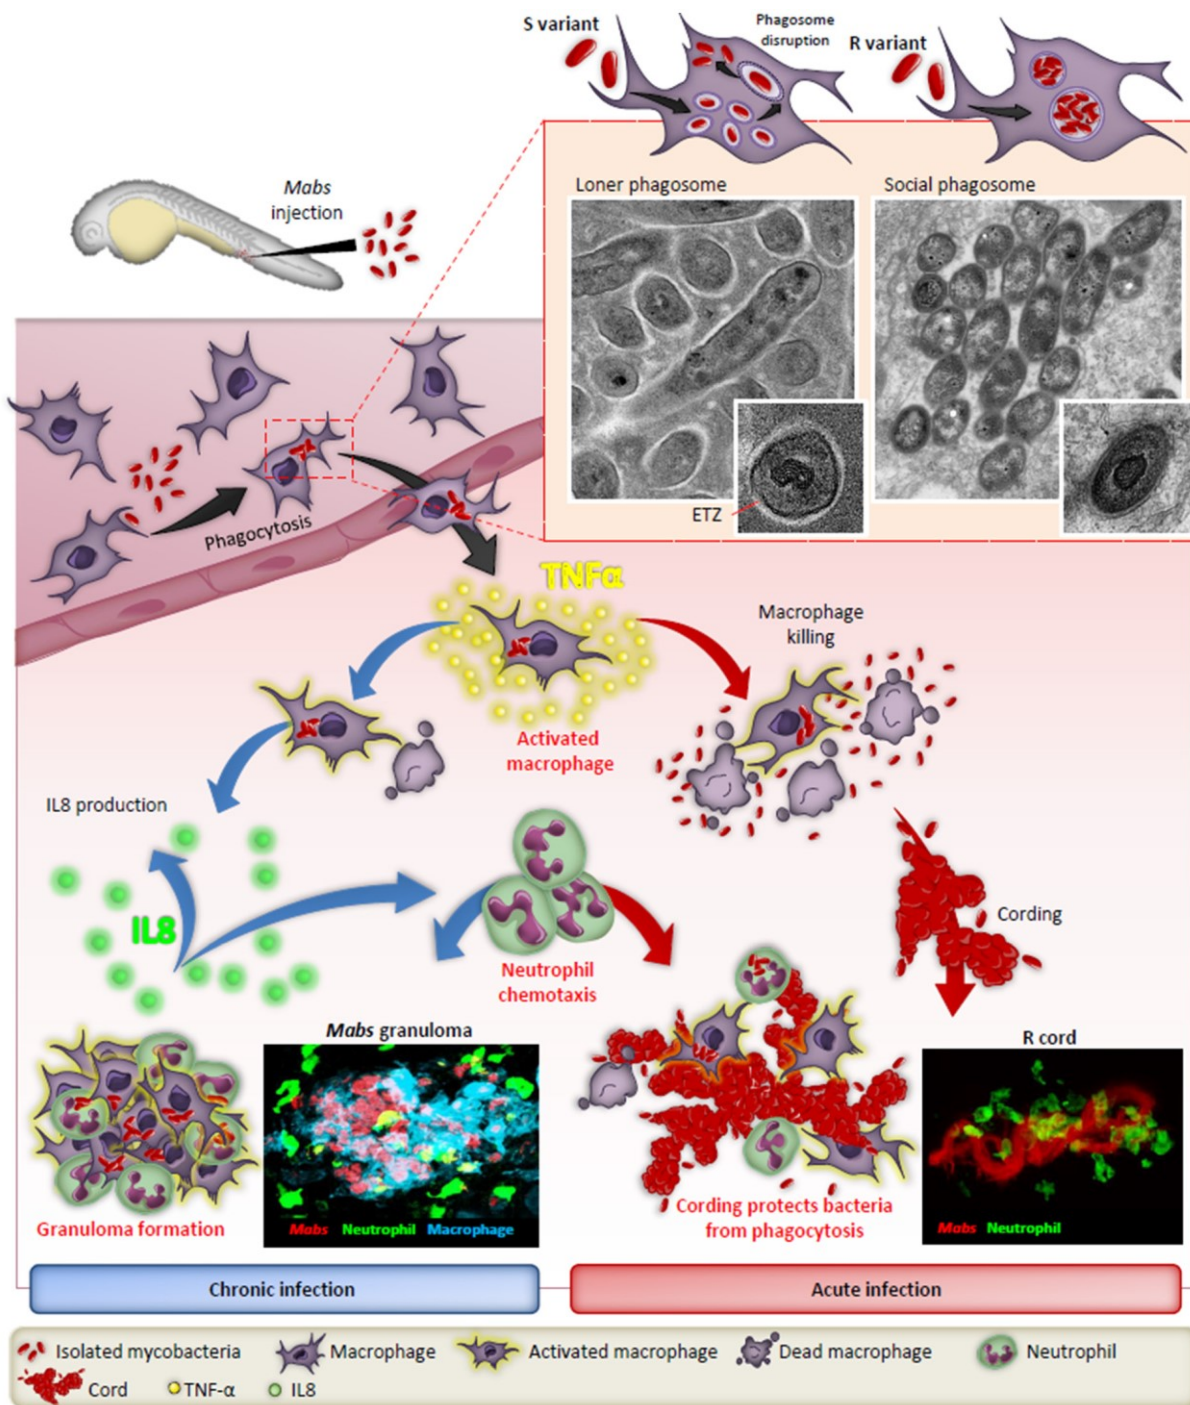 S variant
Phagosome
disruption
R variant
Mabs
injection
Loner phagosome
Social phagosome
ETZ
Phagocytosis
TNFα
Macrophage
killing
Activated
macrophage
IL8 production
IL8
Cording
Neutrophil
chemotaxis
Mabs granuloma
R cord
Mabs Neutrophil Macrophage
Mabs Neutrophil
Granuloma formation
Cording protects bacteria
from phagocytosis
Chronic infection
Acute infection
Isolated mycobacteria
Macrophage
Activated macrophage
Dead macrophage
Neutrophil
Cord
TNF-α
IL8